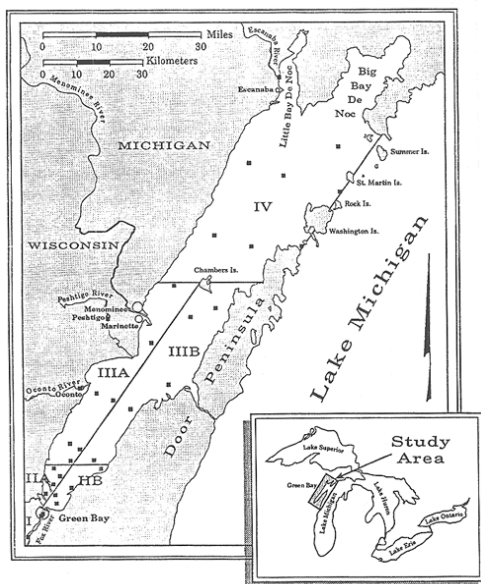 0 10 20 30 Miles
0 10 20 30 Kilometers
Escanaba River
Menominee River
Escanaba
Little Bay De Noc
Big
Bay
De
Noc
MICHIGAN
Summer Is.
St. Martin Is.
IV
Rock Is.
Washington Is.
WISCONSIN
Chambers Is.
Peshtigo River
Menominee
Peshtigo
Marinette
IIIB
IIIA
Door Peninsula
Lake Michigan
Oconto River
Oconto
IIA
HB
I
Green Bay
Fox River
Study
Area
Lake Superior
Green Bay
Lake Michigan
Lake Huron
Lake Ontario
Lake Erie